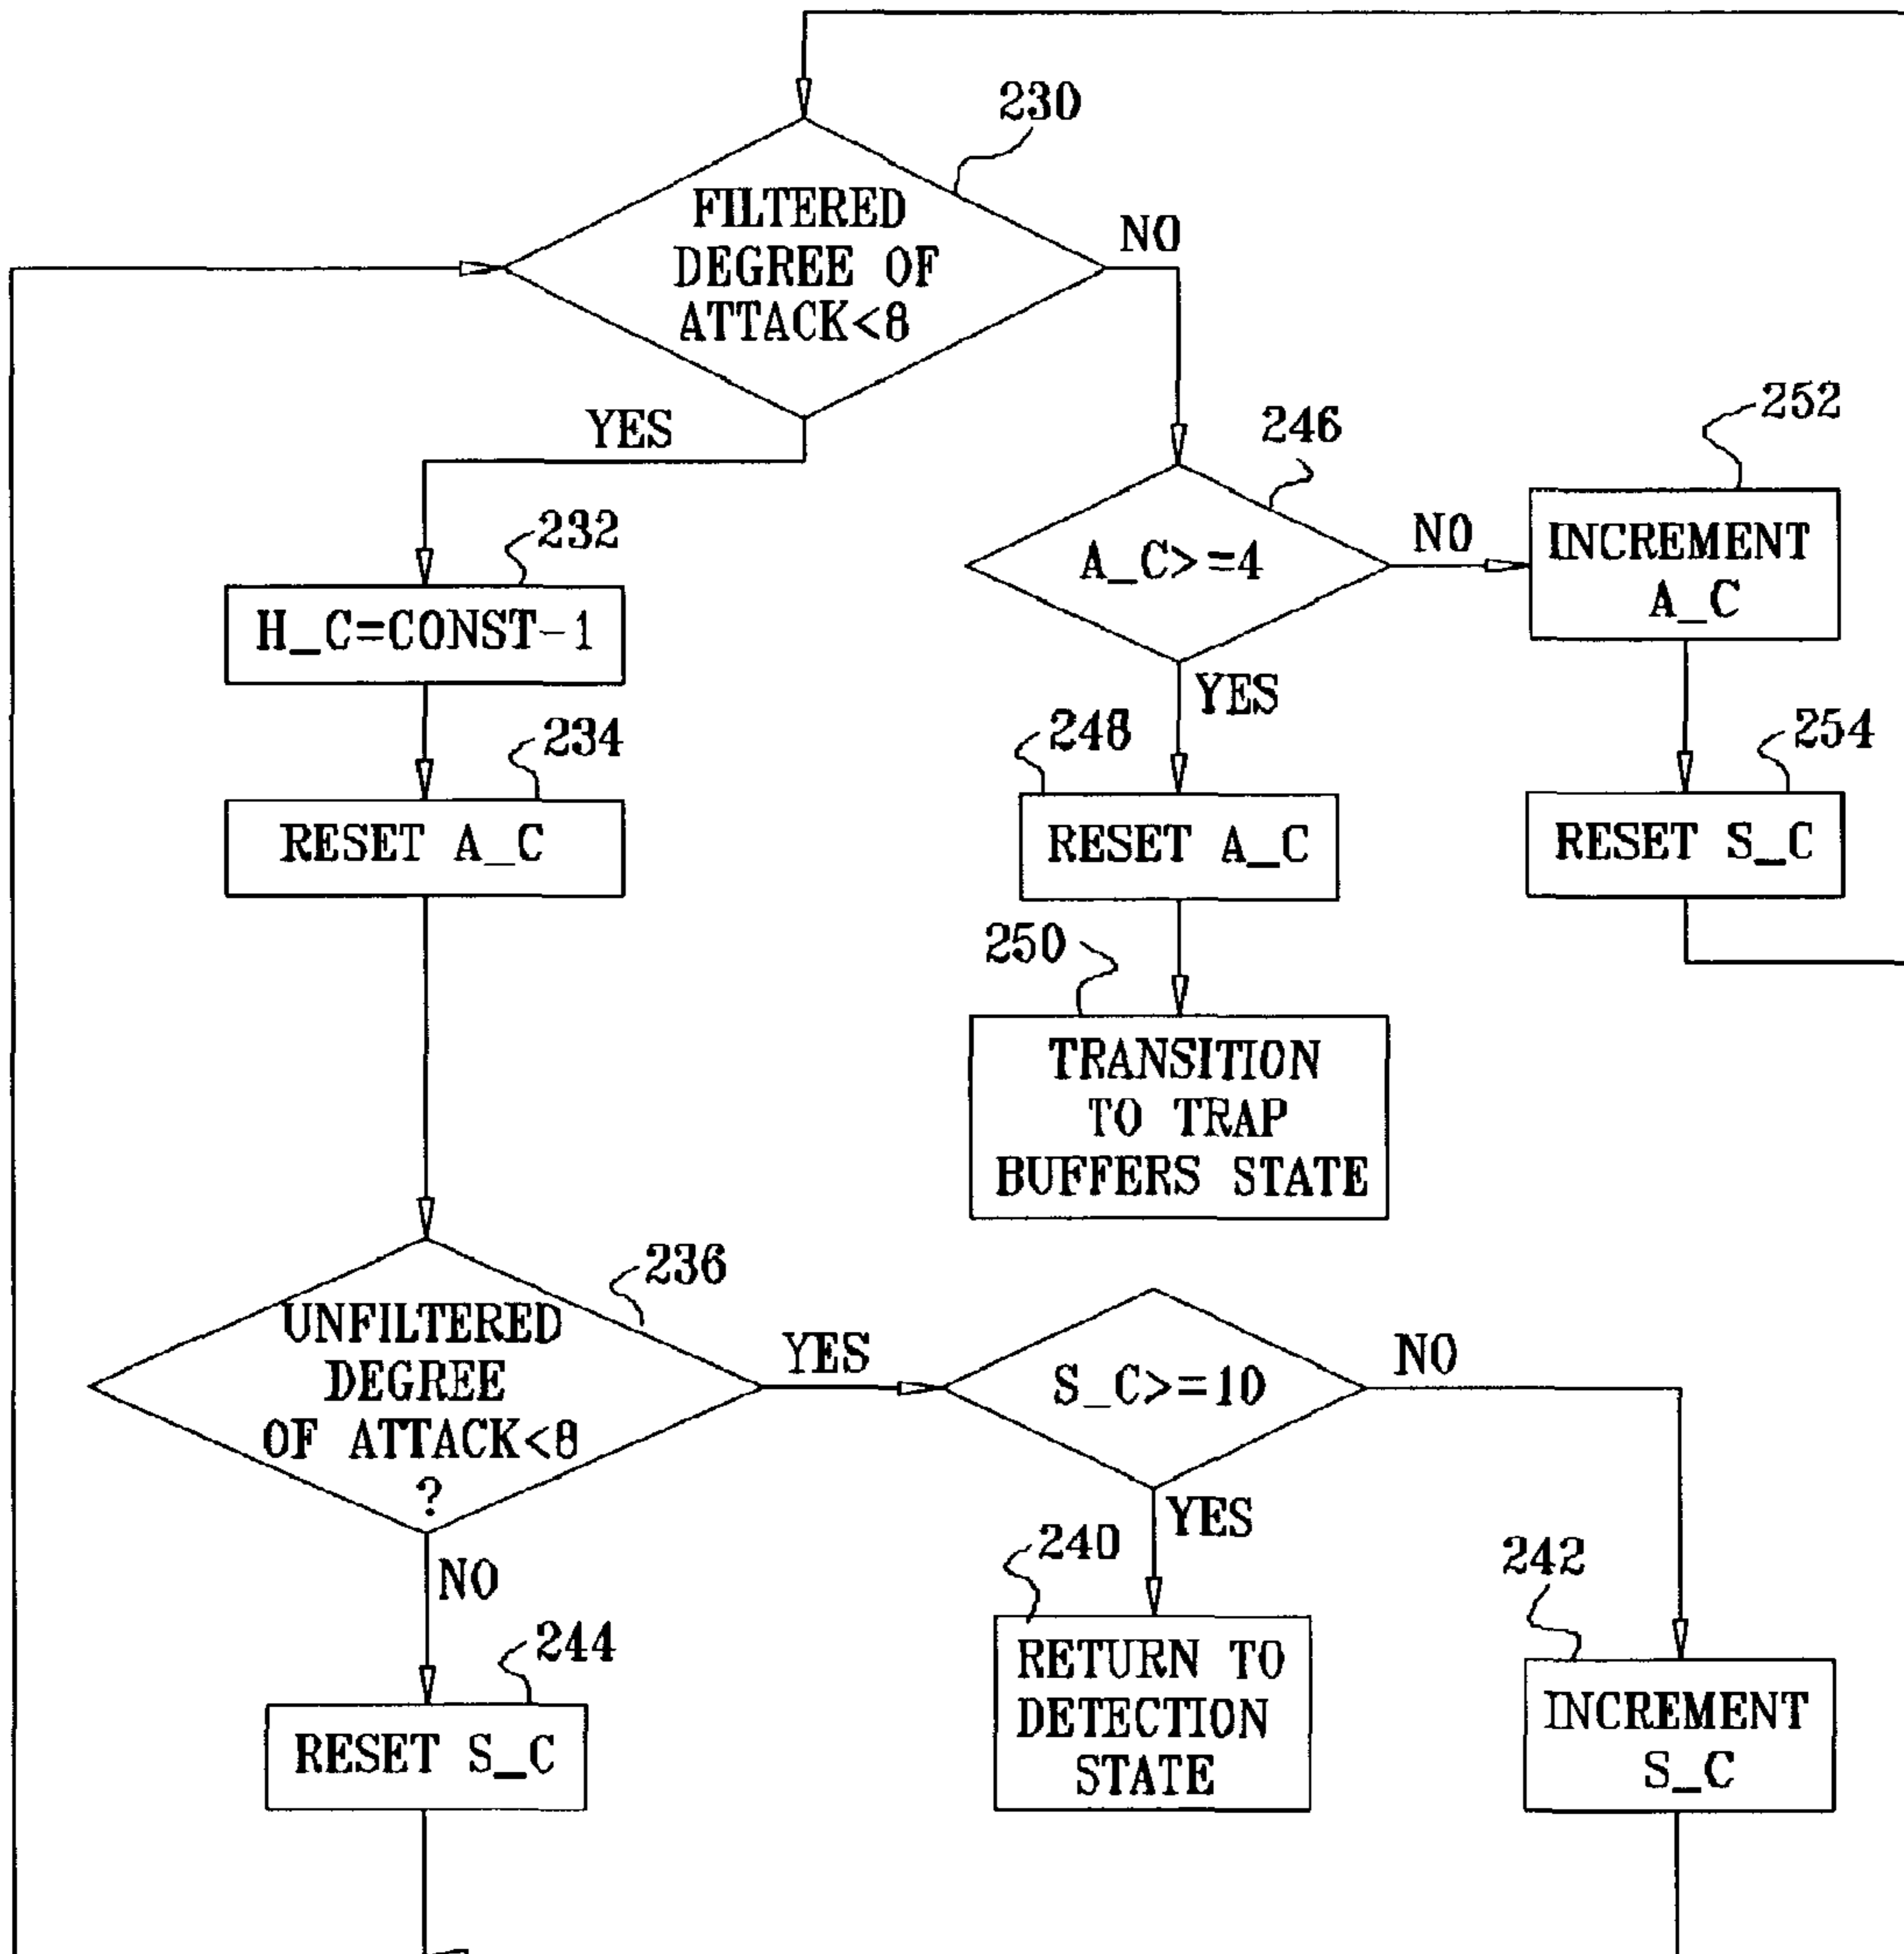 230
FILTERED
DEGREE OF
ATTACK<8
NO
YES
246
252
232
A_C>=4
NO
INCREMENT
A_C
H_C=CONST-1
YES
234
248
254
RESET A_C
RESET A_C
RESET S_C
250
TRANSITION
TO TRAP
BUFFERS STATE
236
UNFILTERED
DEGREE
OF ATTACK<8
?
YES
S_C>=10
NO
YES
NO
240
242
244
RETURN TO
DETECTION
STATE
INCREMENT
S_C
RESET S_C